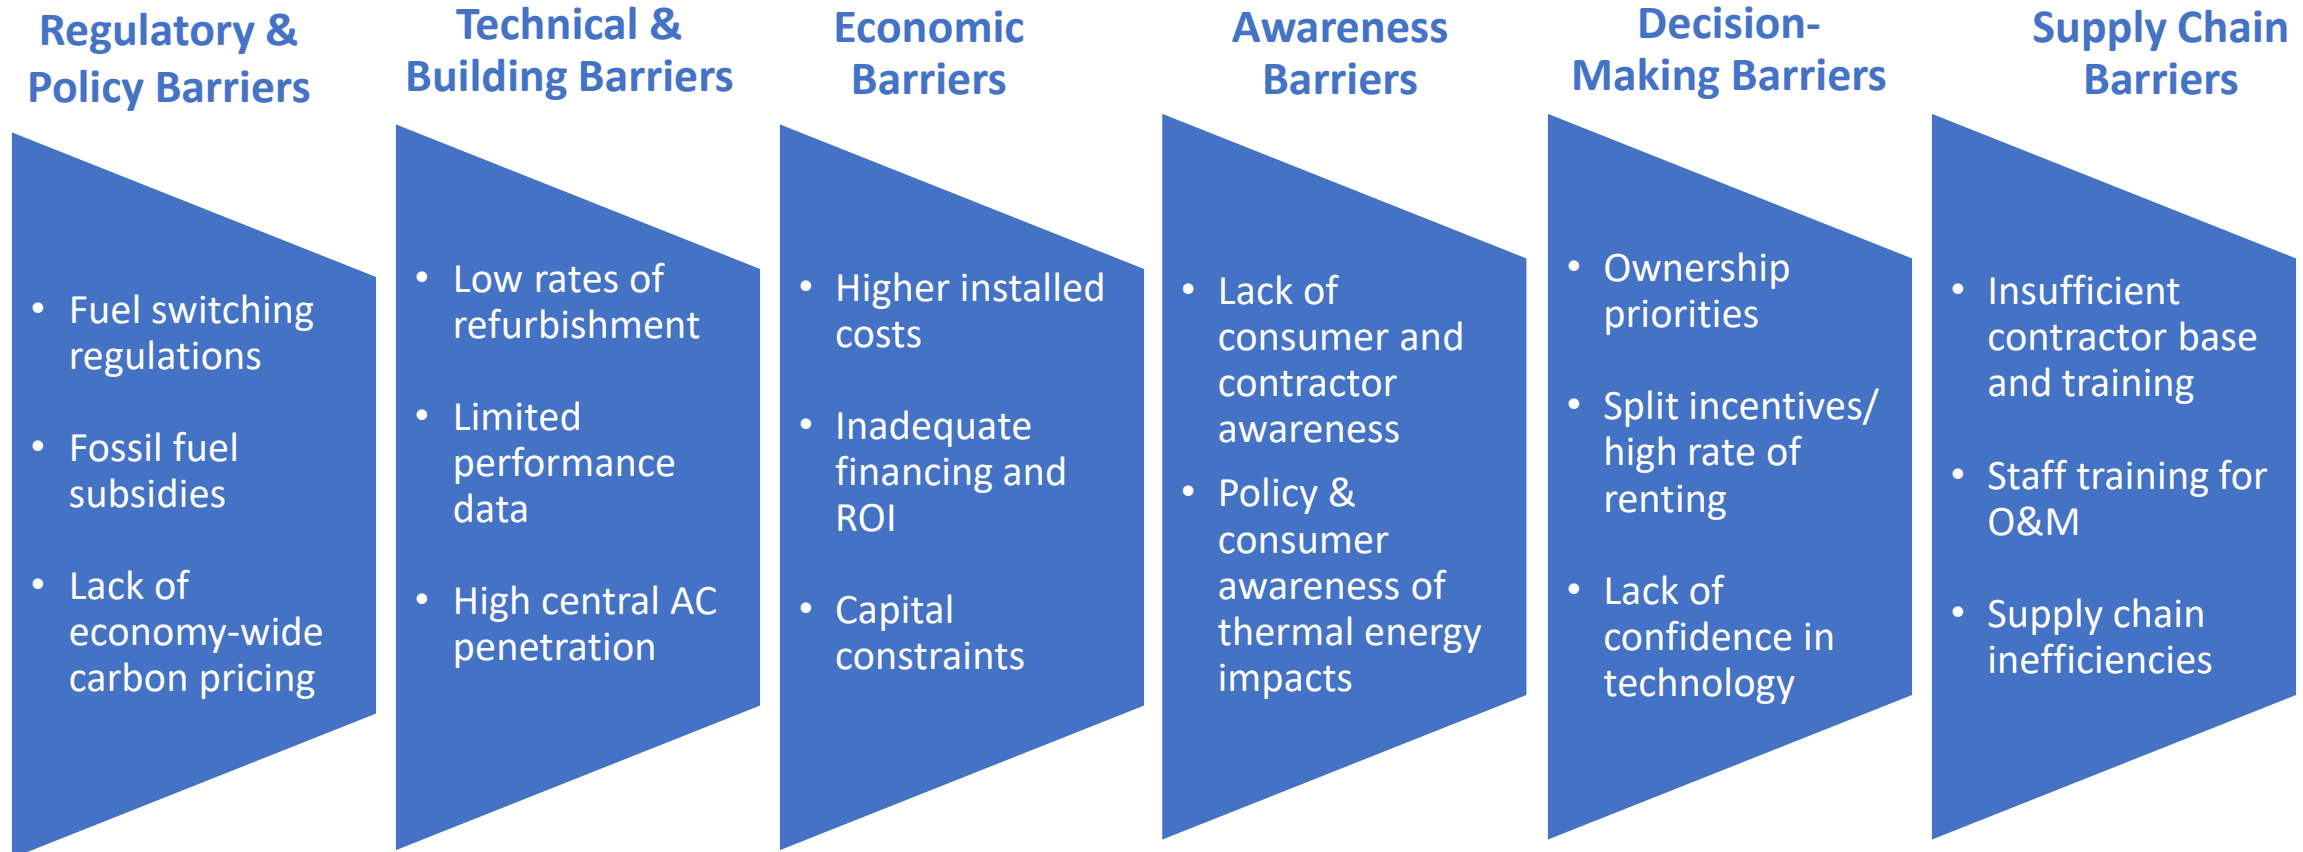 Regulatory &
Policy Barriers
• Fuel switching
regulations
• Fossil fuel
subsidies
• Lack of
economy-wide
carbon pricing
Technical &
Building Barriers
• Low rates of
refurbishment
• Limited
performance
data
• High central AC
penetration
Economic
Barriers
• Higher installed
costs
• Inadequate
financing and
ROI
• Capital
constraints
Awareness
Barriers
• Lack of
consumer and
contractor
awareness
• Policy &
consumer
awareness of
thermal energy
impacts
Decision-
Making Barriers
• Ownership
priorities
• Split incentives/
high rate of
renting
• Lack of
confidence in
technology
Supply Chain
Barriers
• Insufficient
contractor base
and training
• Staff training for
O&M
• Supply chain
inefficiencies